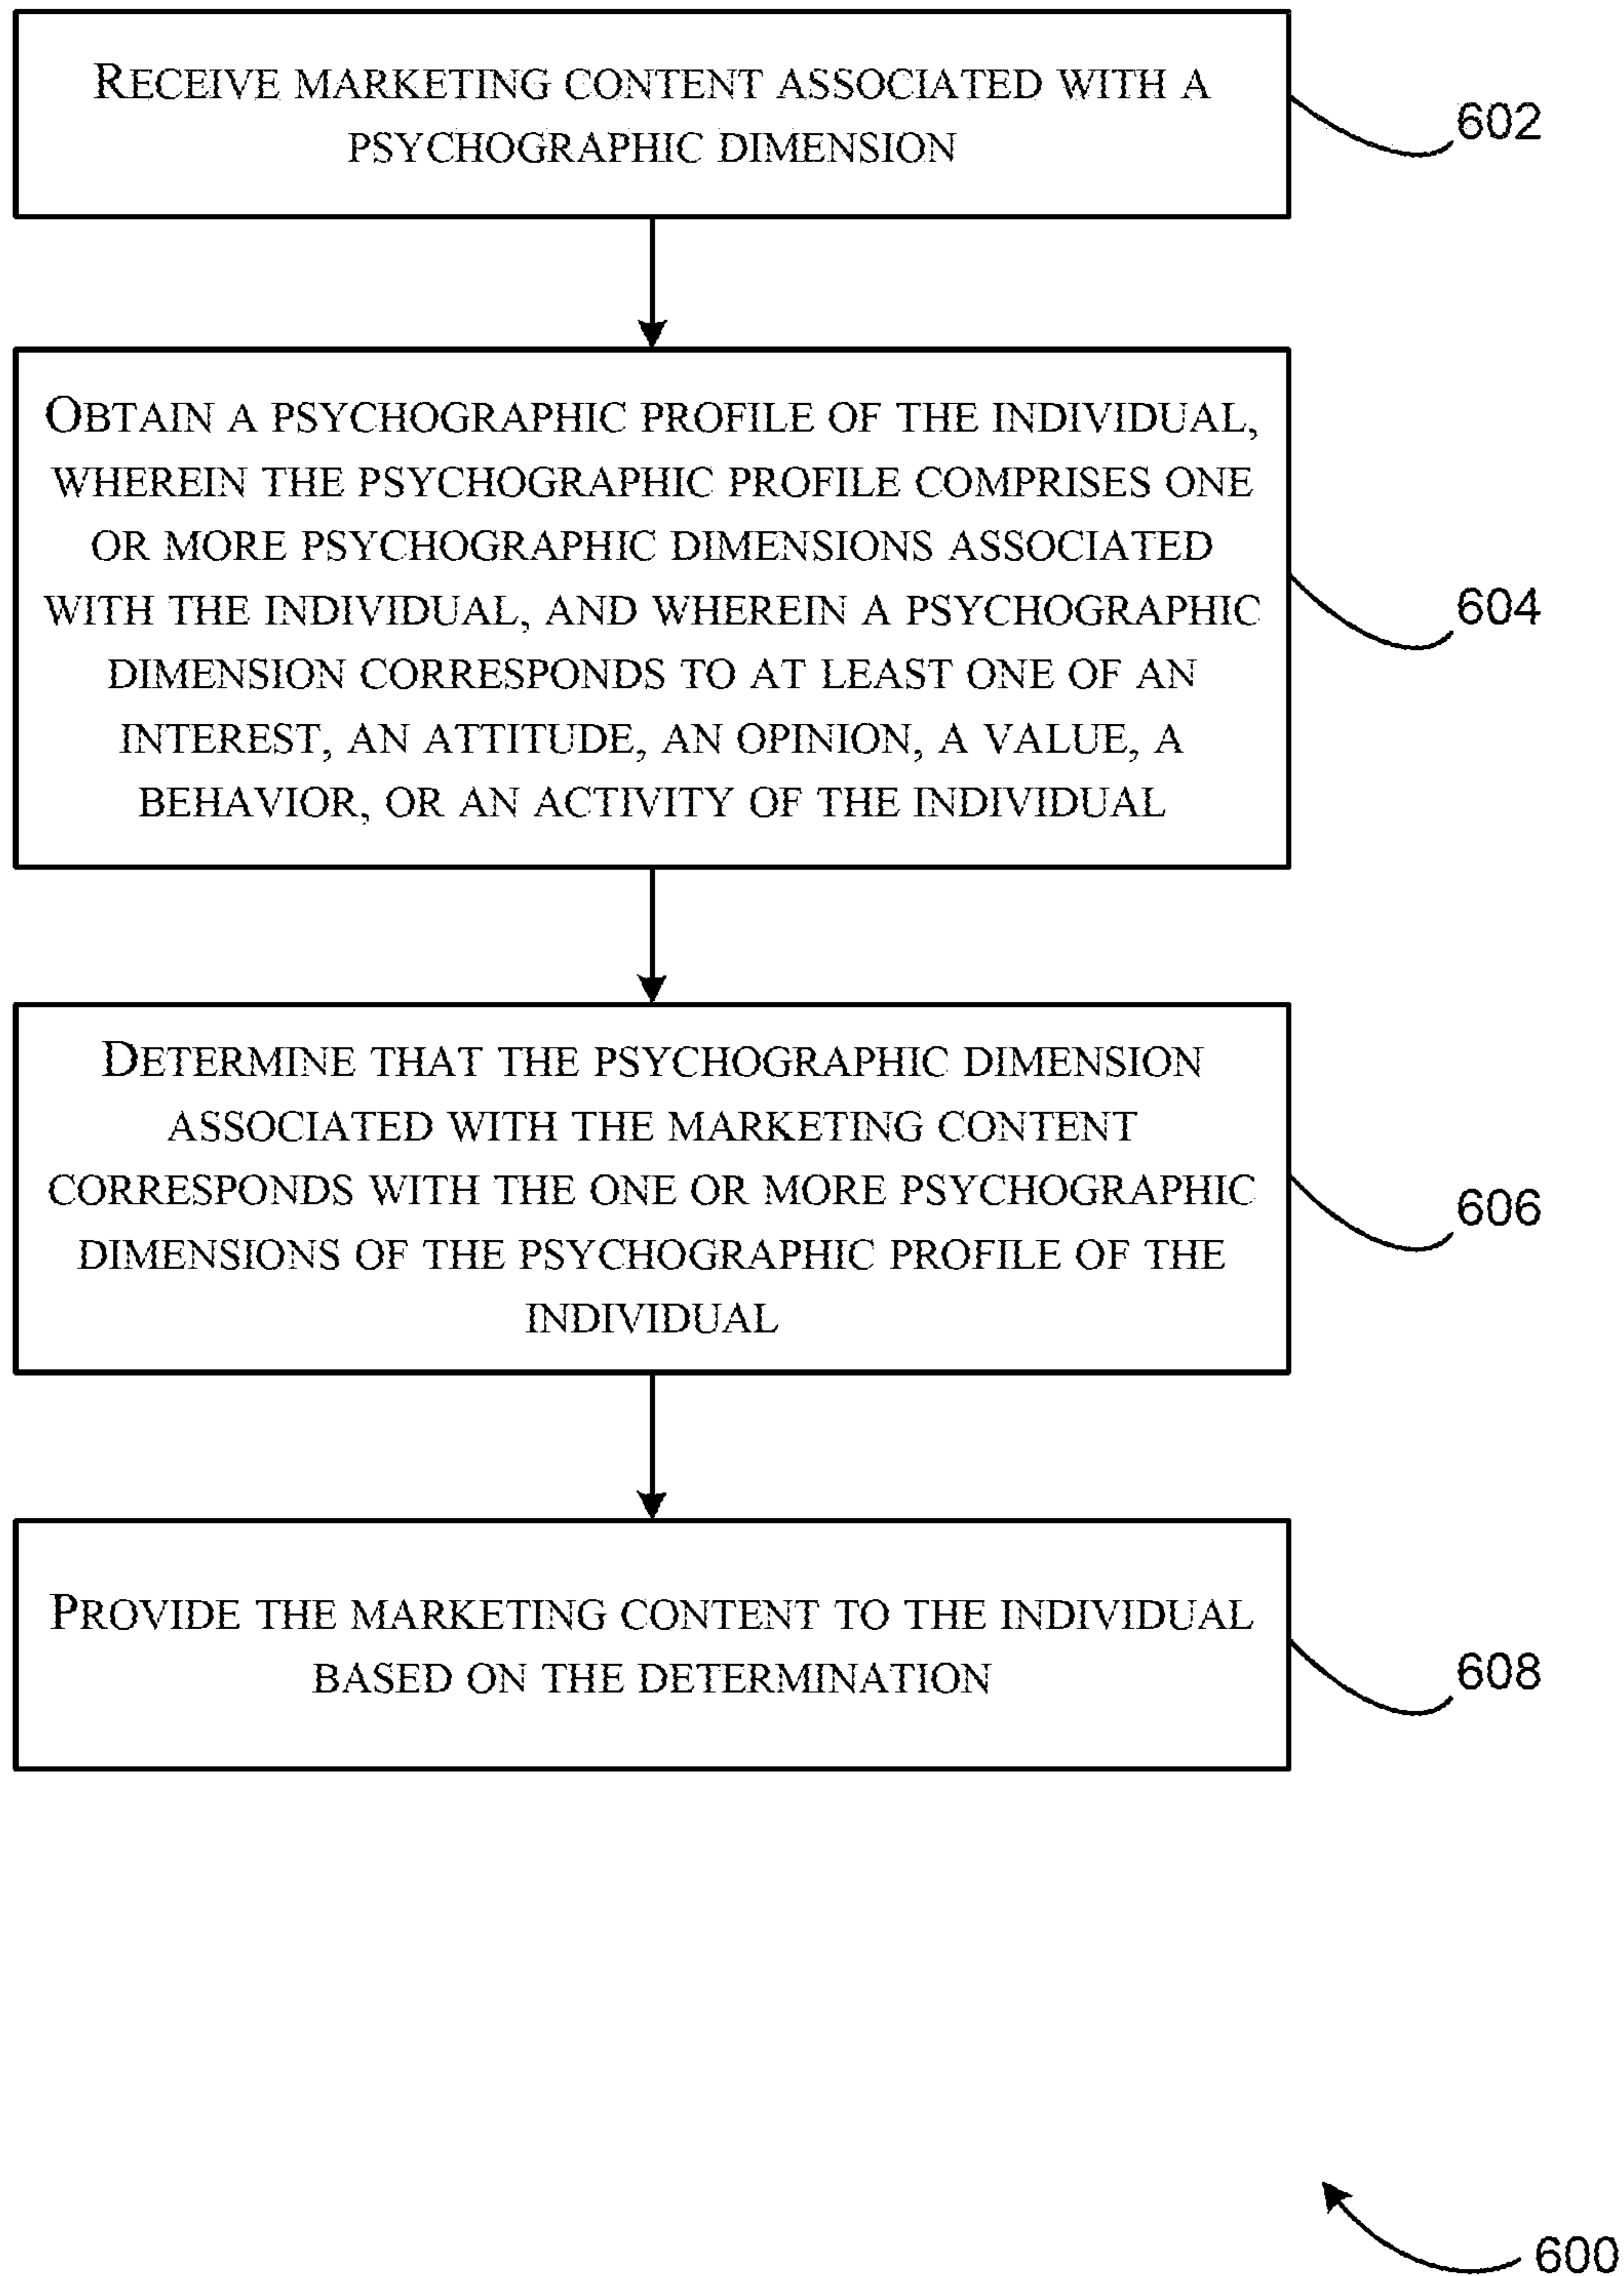 RECEIVE MARKETING CONTENT ASSOCIATED WITH A
PSYCHOGRAPHIC DIMENSION
602
OBTAIN A PSYCHOGRAPHIC PROFILE OF THE INDIVIDUAL,
WHEREIN THE PSYCHOGRAPHIC PROFILE COMPRISES ONE
OR MORE PSYCHOGRAPHIC DIMENSIONS ASSOCIATED
WITH THE INDIVIDUAL, AND WHEREIN A PSYCHOGRAPHIC
DIMENSION CORRESPONDS TO AT LEAST ONE OF AN
INTEREST, AN ATTITUDE, AN OPINION, A VALUE, A
BEHAVIOR, OR AN ACTIVITY OF THE INDIVIDUAL
604
DETERMINE THAT THE PSYCHOGRAPHIC DIMENSION
ASSOCIATED WITH THE MARKETING CONTENT
CORRESPONDS WITH THE ONE OR MORE PSYCHOGRAPHIC
DIMENSIONS OF THE PSYCHOGRAPHIC PROFILE OF THE
INDIVIDUAL
606
PROVIDE THE MARKETING CONTENT TO THE INDIVIDUAL
BASED ON THE DETERMINATION
608
600